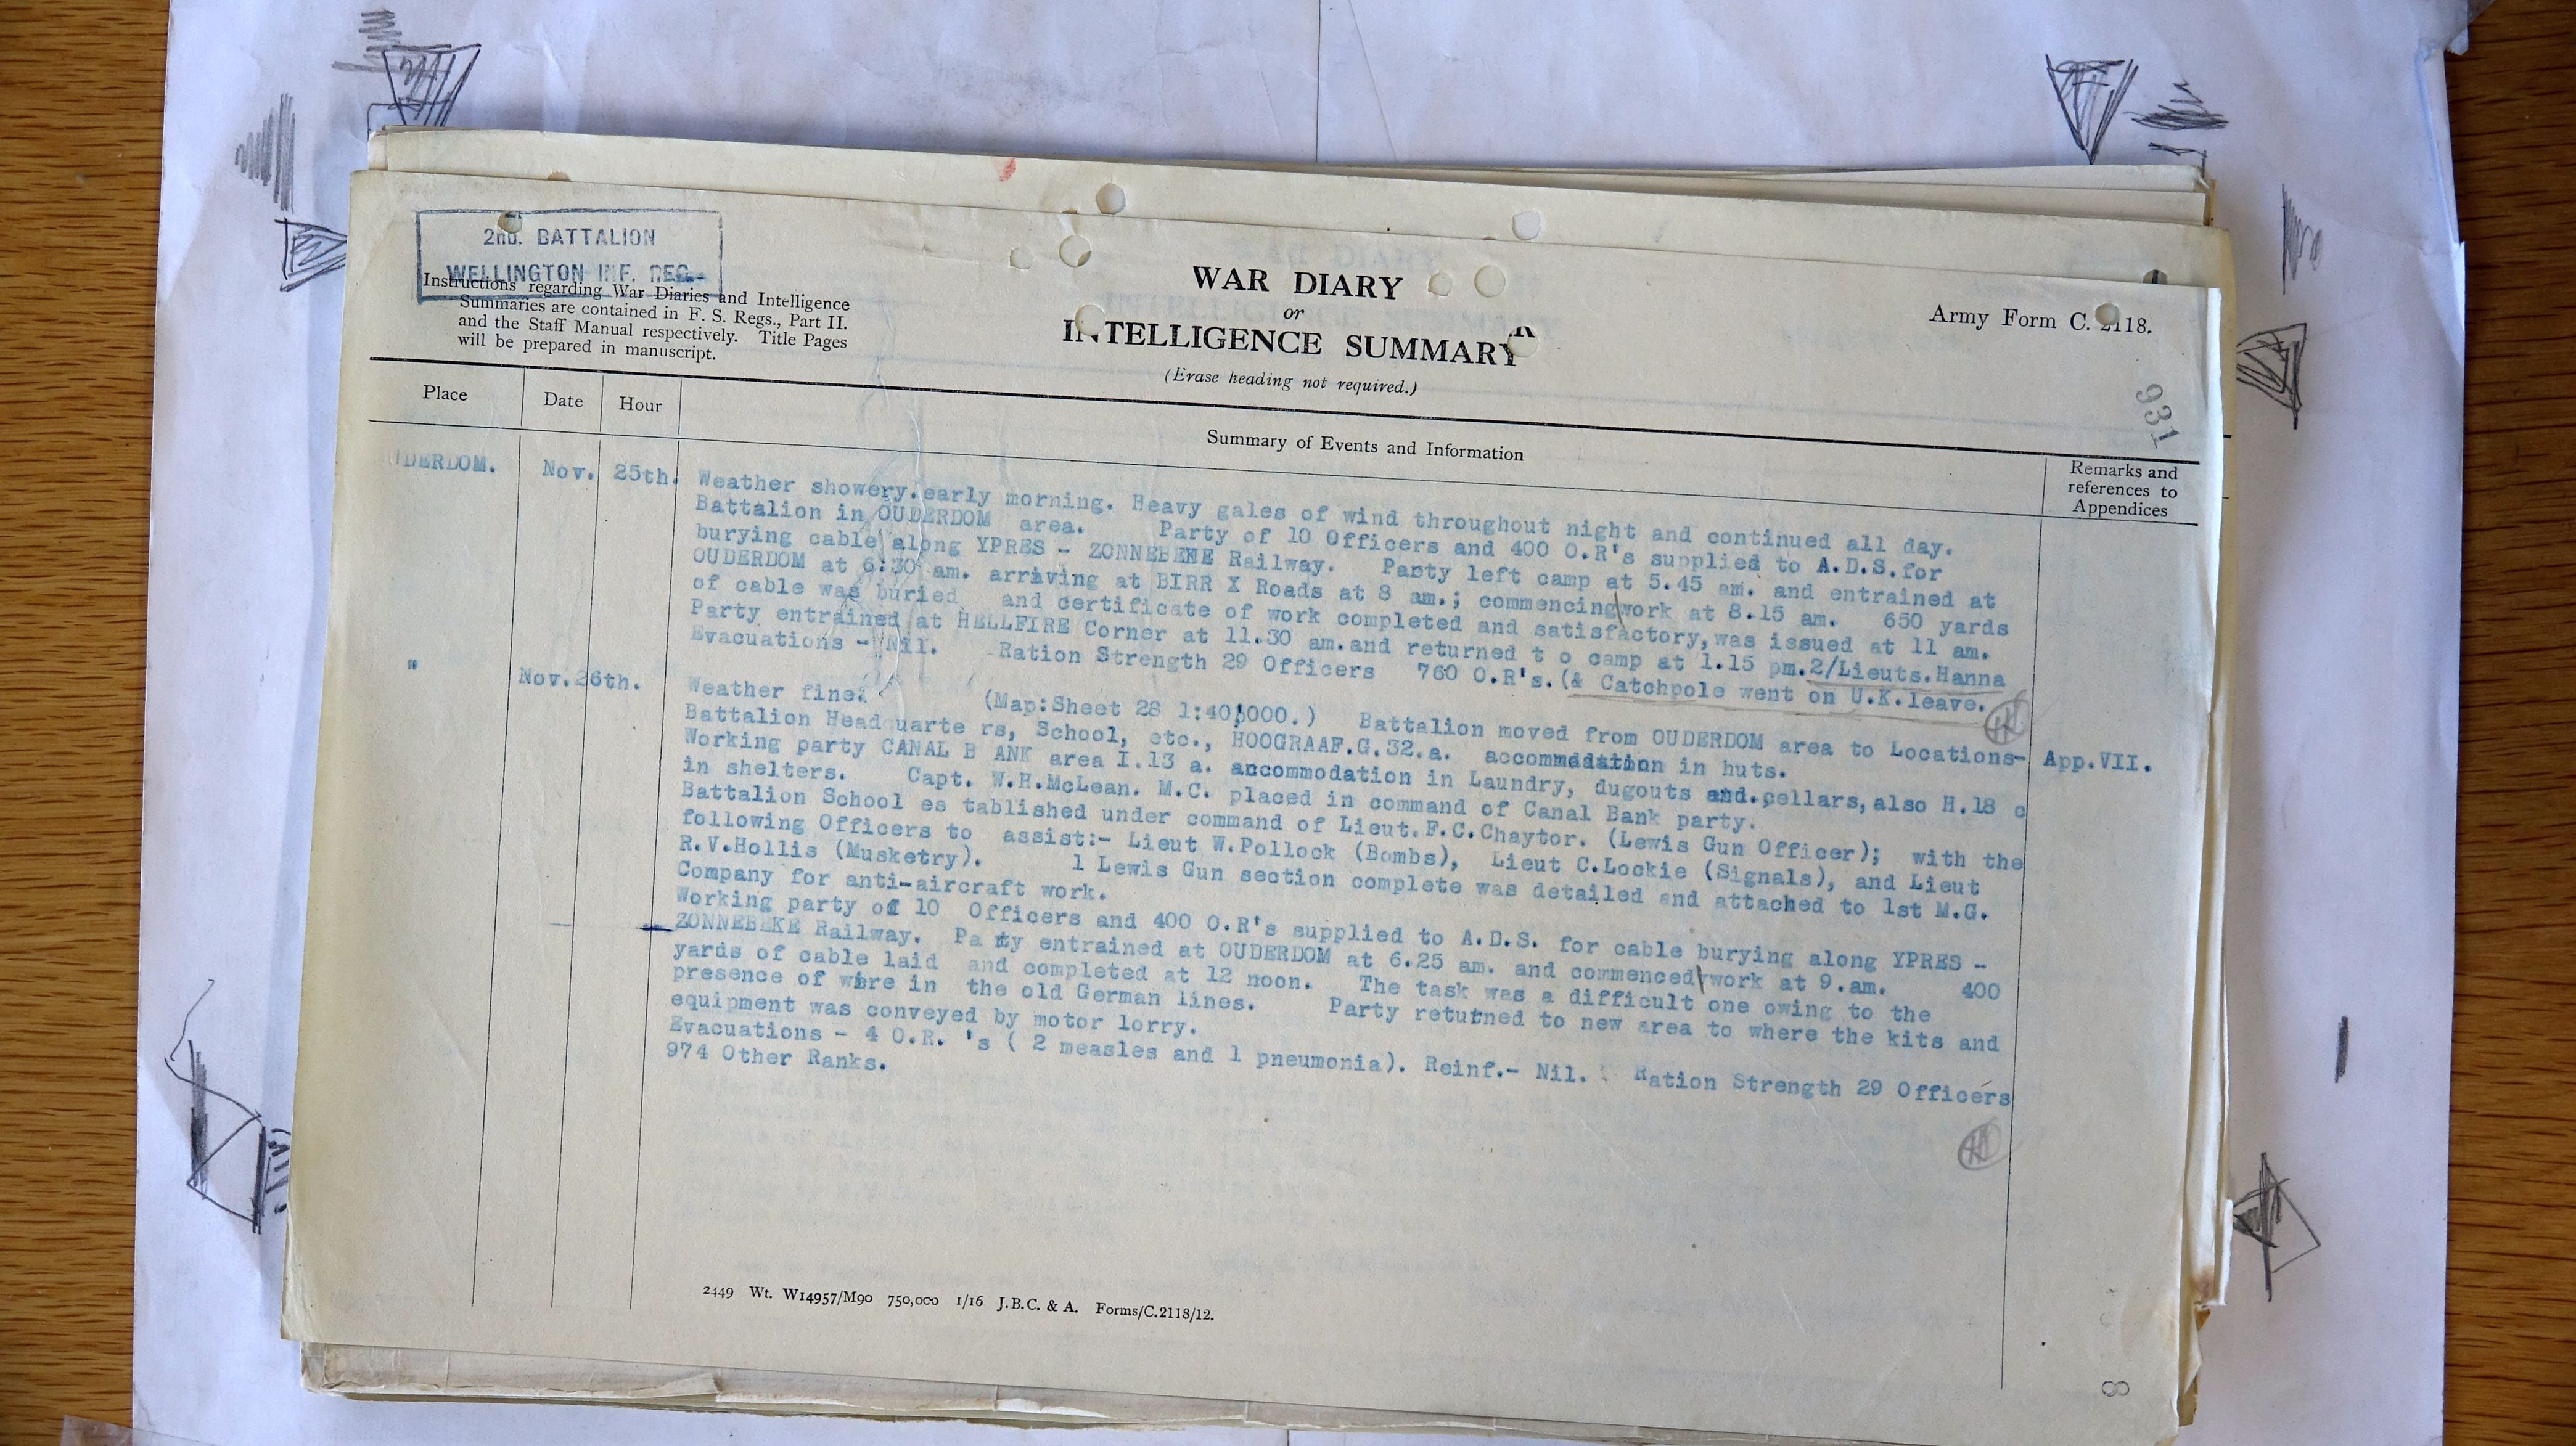 2nd. BATTALION
WELLINGTON INF. REG.
Instructions regarding War Diaries and Intelligence
Summaries are contained in F. S. Regs., Part II.
and the Staff Manual respectively. Title Pages
will be prepared in manuscript.
WAR DIARY
or
INTELLIGENCE SUMMARY
(Erase heading not required.)
Army Form C. 2118.
931
Place Date Hour Summary of Events and Information Remarks and
references to
Appendices
UDERDOM. Nov. 25th. Weather showery.early morning. Heavy gales of wind throughout night and continued all day.
Battalion in OUDERDOM area. Party of 10 Officers and 400 O.R's supplied to A.D.S.for
burying cable along YPRES - ZONNEBEKE Railway. Party left camp at 5.45 am. and entrained at
OUDERDOM at 6:30 am. arriving at BIRR X Roads at 8 am.; commencing work at 8.15 am. 650 yards
of cable was buried and certificate of work completed and satisfactory,was issued at 11 am.
Party entrained at HELLFIRE Corner at 11.30 am.and returned t o camp at 1.15 pm.2/Lieuts.Hanna
Evacuations - Nil. Ration Strength 29 Officers 760 O.R's.(& Catchpole went on U.K.leave.
" Nov.26th. Weather fine. (Map:Sheet 28 1:40,000.) Battalion moved from OUDERDOM area to Locations-
Battalion Headquarte rs, School, etc., HOOGRAAF.G.32.a. accommodation in huts. App.VII.
Working party CANAL B ANK area I.13 a. accommodation in Laundry, dugouts and.cellars,also H.18 c
in shelters. Capt. W.H.McLean. M.C. placed in command of Canal Bank party.
Battalion School es tablished under command of Lieut.F.C.Chaytor. (Lewis Gun Officer); with the
following Officers to assist:- Lieut W.Pollock (Bombs), Lieut C.Lockie (Signals), and Lieut
R.V.Hollis (Musketry). 1 Lewis Gun section complete was detailed and attached to 1st M.G.
Company for anti-aircraft work.
Working party of 10 Officers and 400 O.R's supplied to A.D.S. for cable burying along YPRES -
ZONNEBEKE Railway. Pa rty entrained at OUDERDOM at 6.25 am. and commenced work at 9.am. 400
yards of cable laid and completed at 12 noon. The task was a difficult one owing to the
presence of wire in the old German lines. Party returned to new area to where the kits and
equipment was conveyed by motor lorry.
Evacuations - 4 O.R. 's ( 2 measles and 1 pneumonia). Reinf.- Nil. Ration Strength 29 Officers
974 Other Ranks.
2449 Wt. W14957/M90 750,000 1/16 J.B.C. & A. Forms/C.2118/12.
8